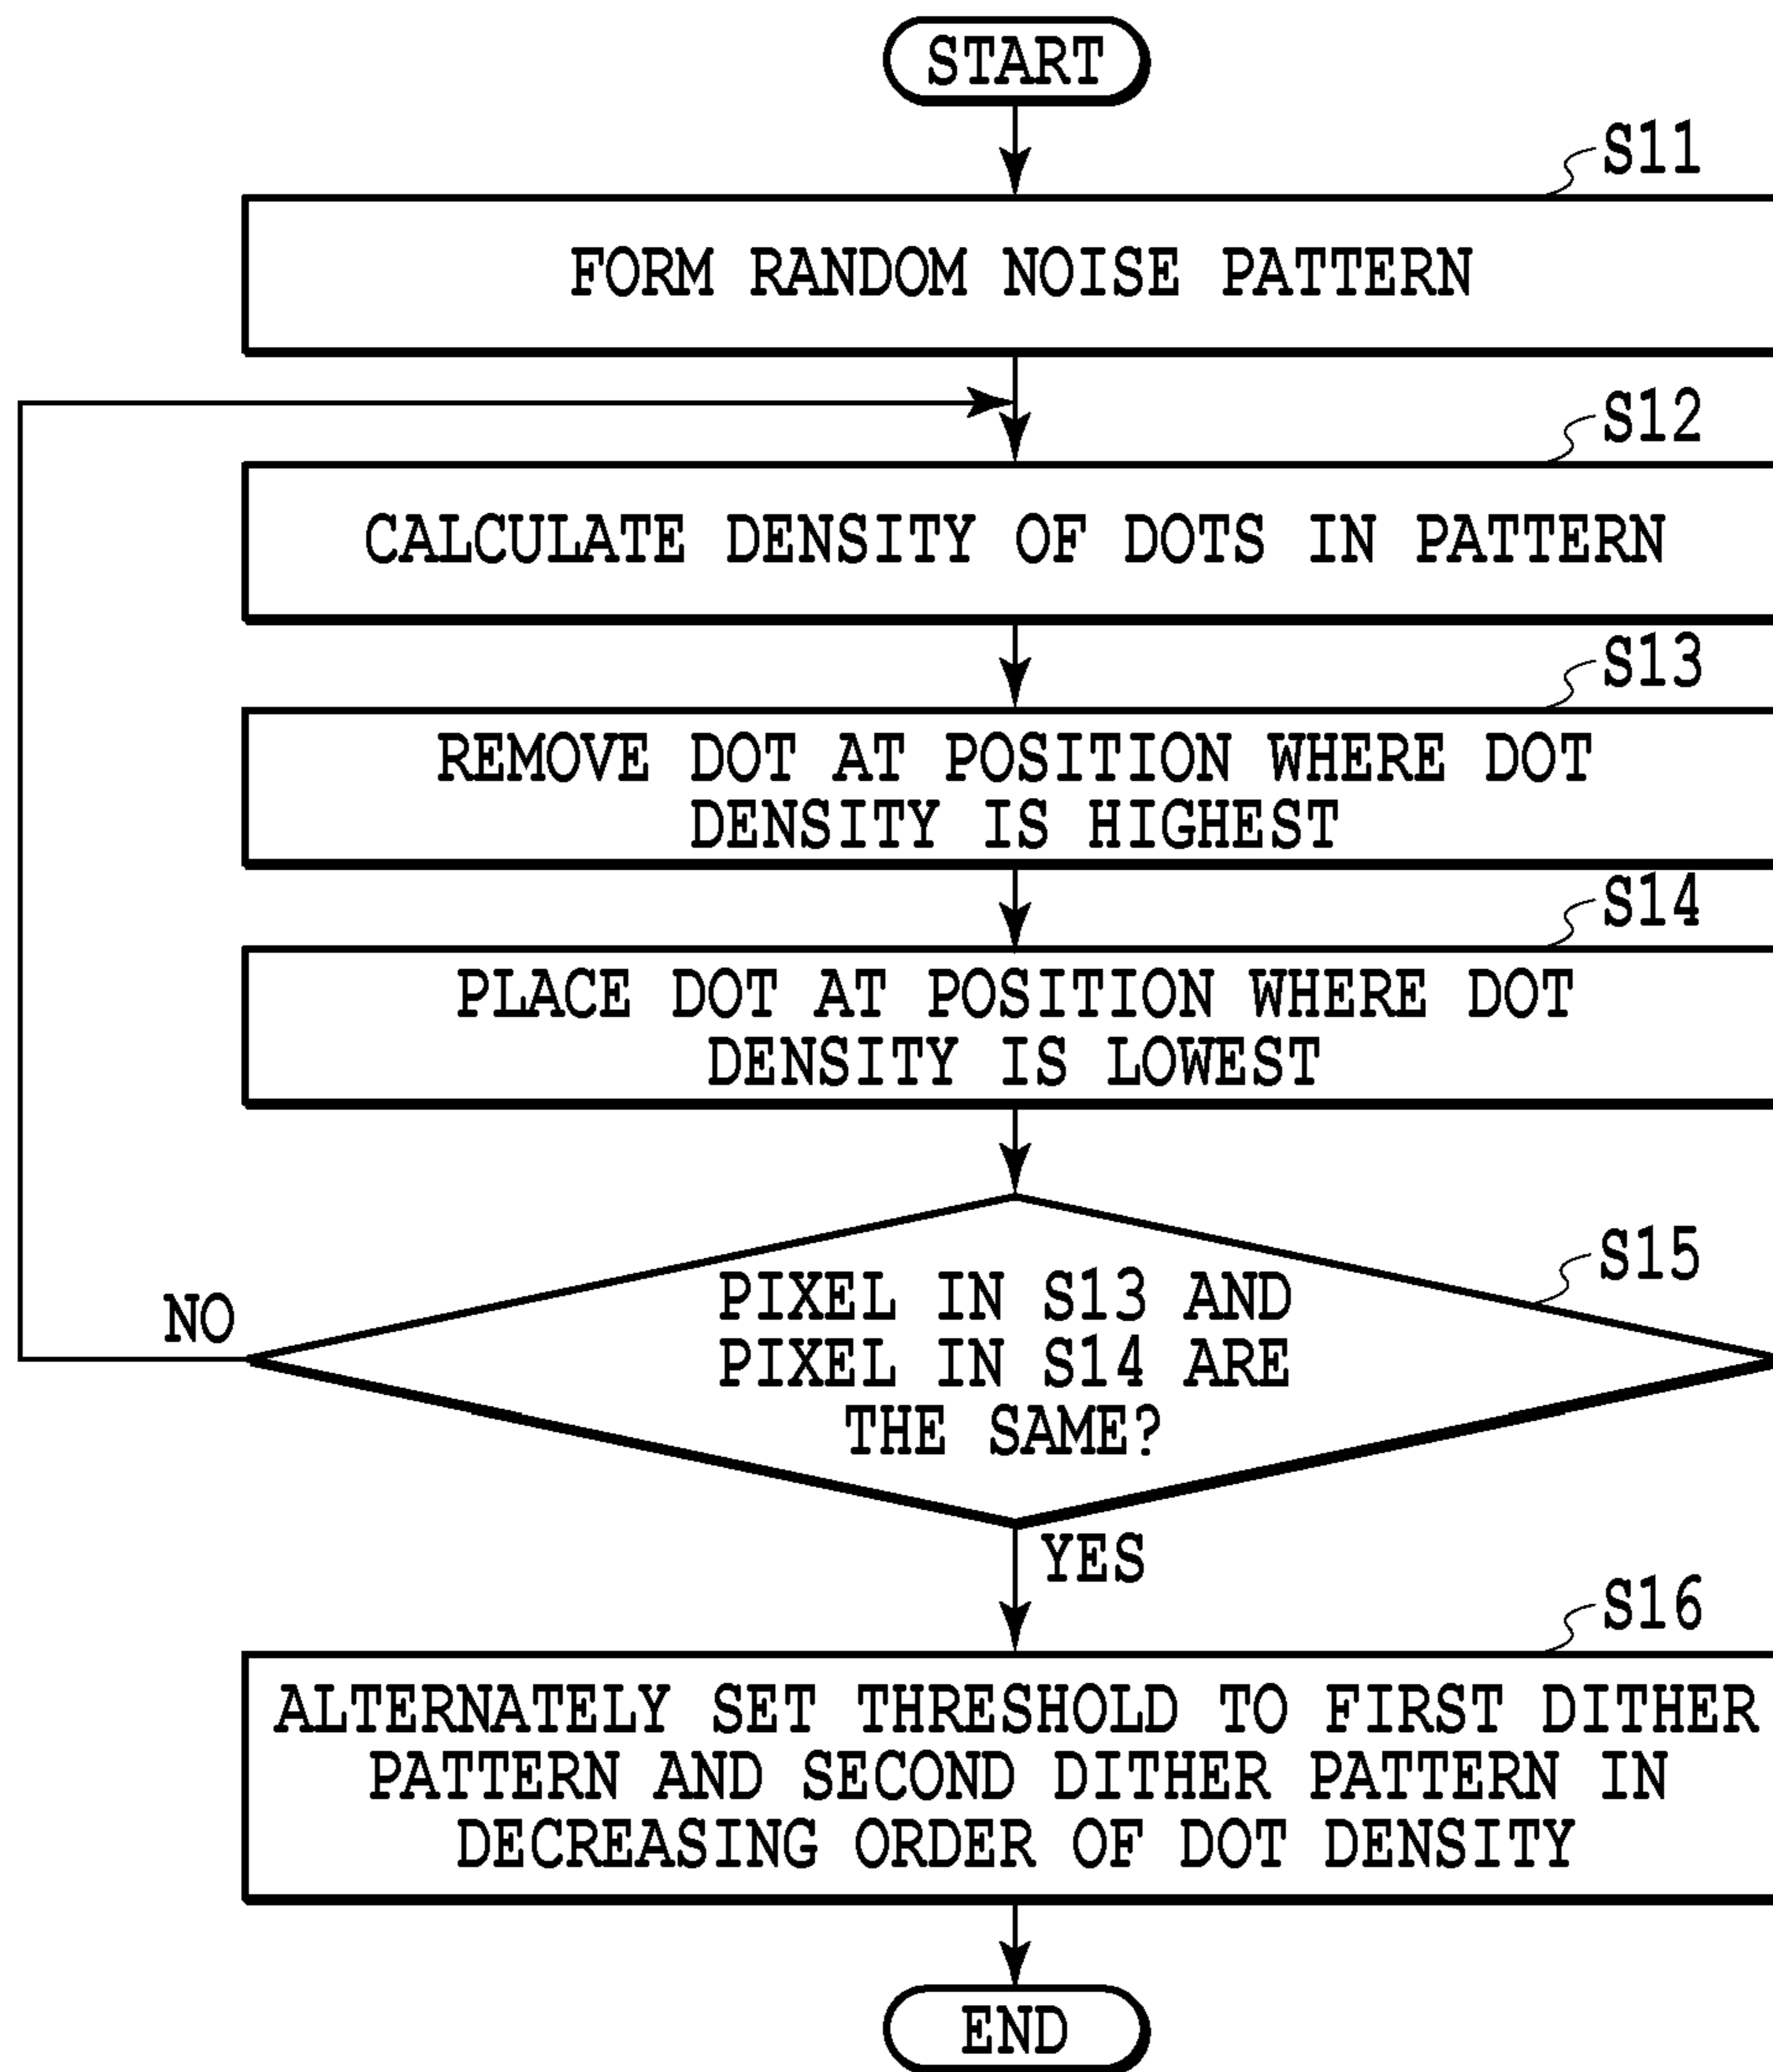 START
S11
FORM RANDOM NOISE PATTERN
S12
CALCULATE DENSITY OF DOTS IN PATTERN
S13
REMOVE DOT AT POSITION WHERE DOT
DENSITY IS HIGHEST
S14
PLACE DOT AT POSITION WHERE DOT
DENSITY IS LOWEST
S15
PIXEL IN S13 AND
PIXEL IN S14 ARE
THE SAME?
NO
YES
S16
ALTERNATELY SET THRESHOLD TO FIRST DITHER
PATTERN AND SECOND DITHER PATTERN IN
DECREASING ORDER OF DOT DENSITY
END